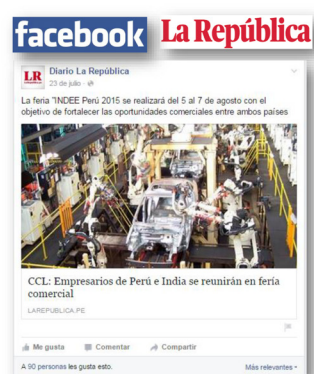 facebook La República
LR
Diario La República
23 de julio ·
La feria "INDEE Perú 2015 se realizará del 5 al 7 de agosto con el
objetivo de fortalecer las oportunidades comerciales entre ambos países
CCL: Empresarios de Perú e India se reunirán en feria
comercial
LAREPUBLICA.PE
Me gusta Comentar Compartir
A 90 personas les gusta esto. Más relevantes